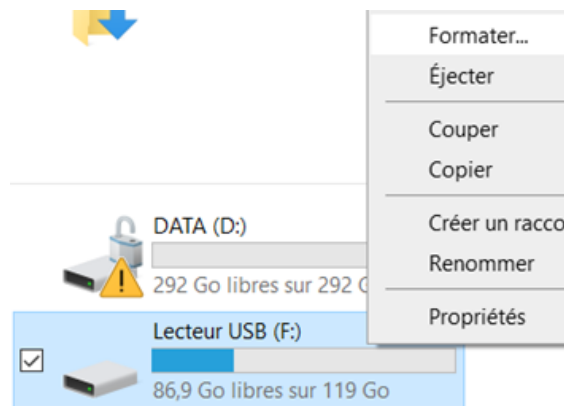 Formater...
Éjecter
Couper
Copier
Créer un racco
Renommer
Propriétés
DATA (D:)
292 Go libres sur 292 G
Lecteur USB (F:)
86,9 Go libres sur 119 Go